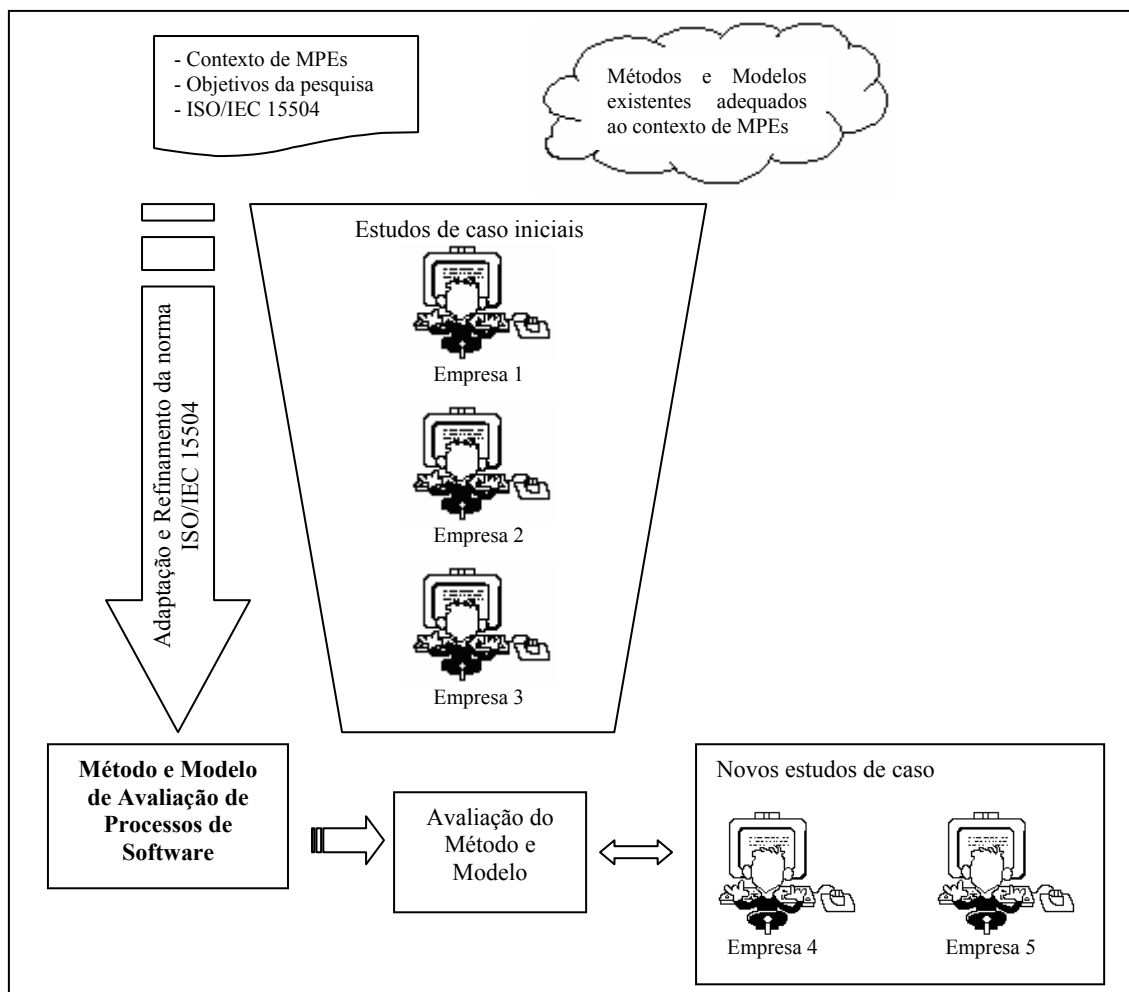 - Contexto de MPEs
- Objetivos da pesquisa
- ISO/IEC 15504
Métodos e Modelos
existentes adequados
ao contexto de MPEs
Estudos de caso iniciais
Empresa 1
Empresa 2
Empresa 3
Adaptação e Refinamento da norma
ISO/IEC 15504
Método e Modelo
de Avaliação de
Processos de
Software
Avaliação do
Método e
Modelo
Novos estudos de caso
Empresa 4
Empresa 5